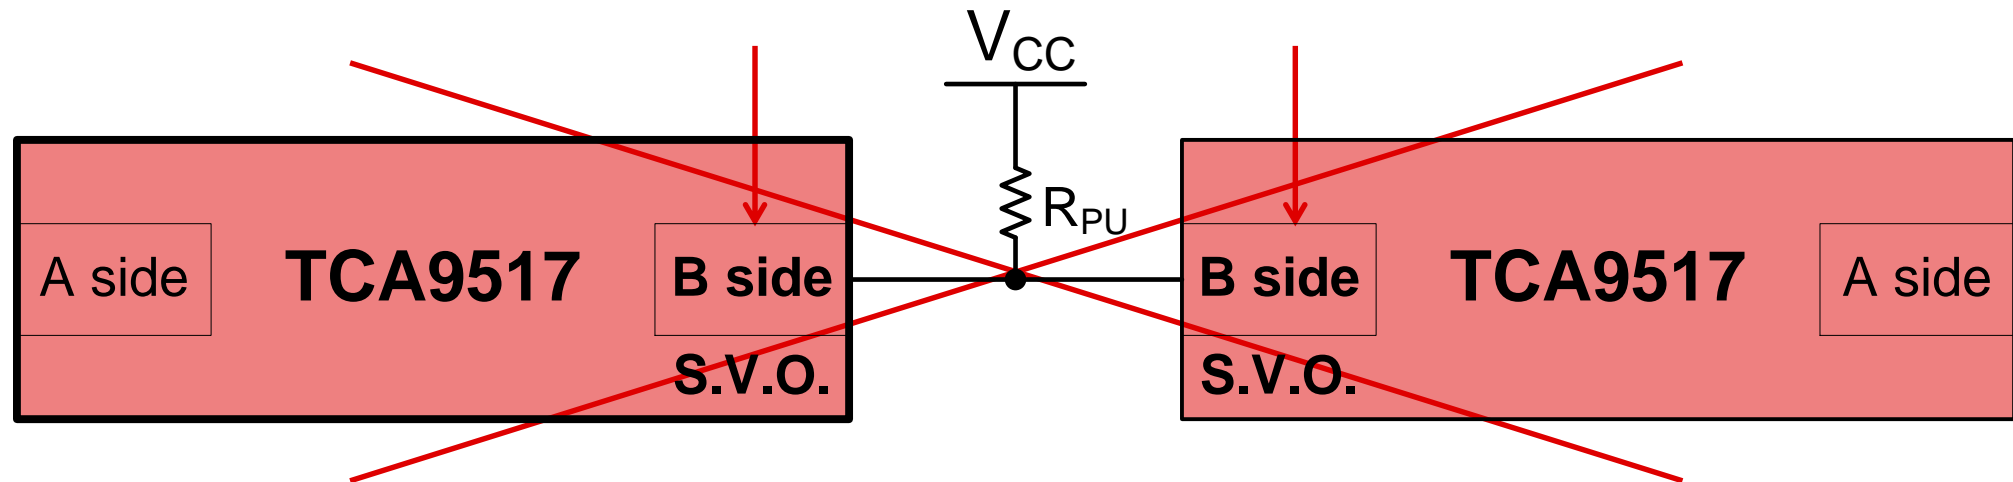 VCC
RPU
A side TCA9517 B side
S.V.O.
B side TCA9517 A side
S.V.O.